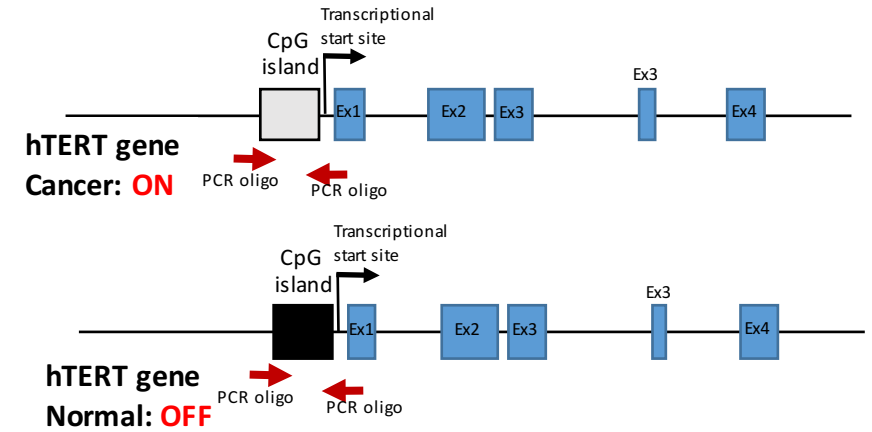 Transcriptional
start site
CpG
island
Ex1
Ex2
Ex3
Ex3
Ex4
hTERT gene
Cancer: ON
PCR oligo
PCR oligo
Transcriptional
start site
CpG
island
Ex1
Ex2
Ex3
Ex3
Ex4
hTERT gene
Normal: OFF
PCR oligo
PCR oligo